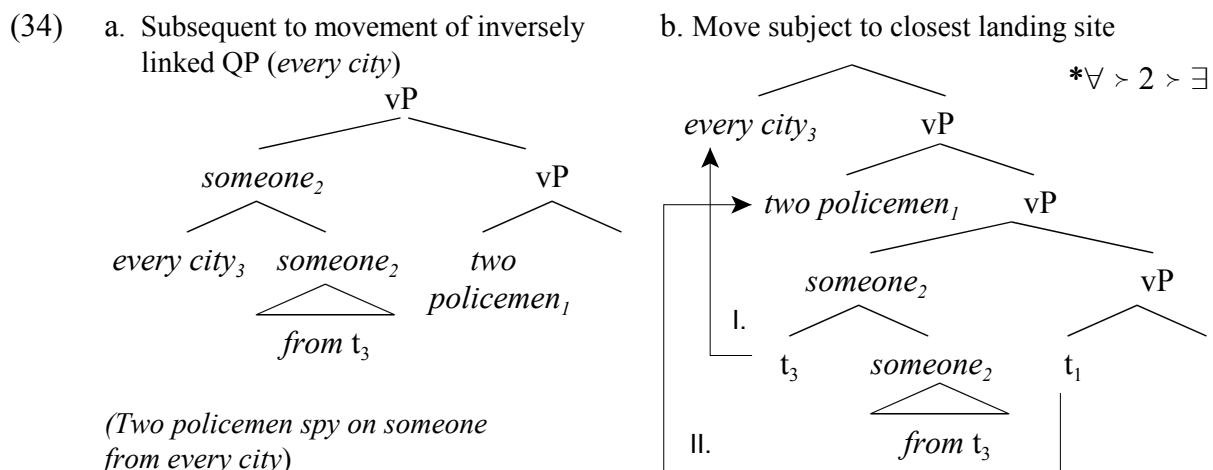 (34) a. Subsequent to movement of inversely linked QP (every city)
vP
someone₂ vP
every city₃ someone₂ two policemen₁
from t₃
(Two policemen spy on someone
from every city)
b. Move subject to closest landing site
*∀ ≻ 2 ≻ ∃
every city₃ vP
two policemen₁ vP
someone₂ vP
I.
t₃ someone₂ t₁
II. from t₃